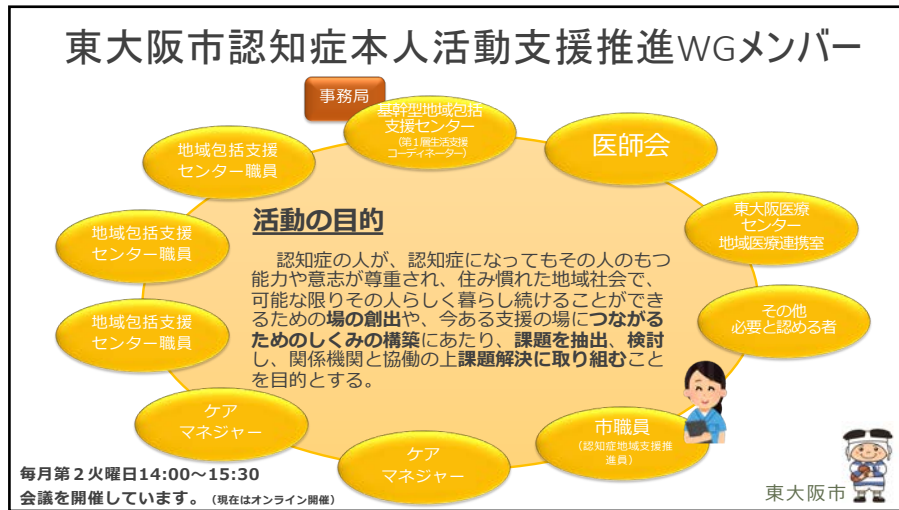 東大阪市認知症本人活動支援推進WGメンバー
事務局
基幹型地域包括
支援センター
(第1層生活支援
コーディネーター)
医師会
地域包括支援
センター職員
東大阪医療
センター
地域医療連携室
地域包括支援
センター職員
活動の目的
認知症の人が、認知症になってもその人のもつ
能力や意志が尊重され、住み慣れた地域社会で、
可能な限りその人らしく暮らし続けることができ
るための場の創出や、今ある支援の場につながる
ためのしくみの構築にあたり、課題を抽出、検討
し、関係機関と協働の上課題解決に取り組むこと
を目的とする。
その他
必要と認める者
地域包括支援
センター職員
ケア
マネジャー
ケア
マネジャー
市職員
(認知症地域支援推
進員)
毎月第2火曜日14:00~15:30
会議を開催しています。(現在はオンライン開催)
東大阪市